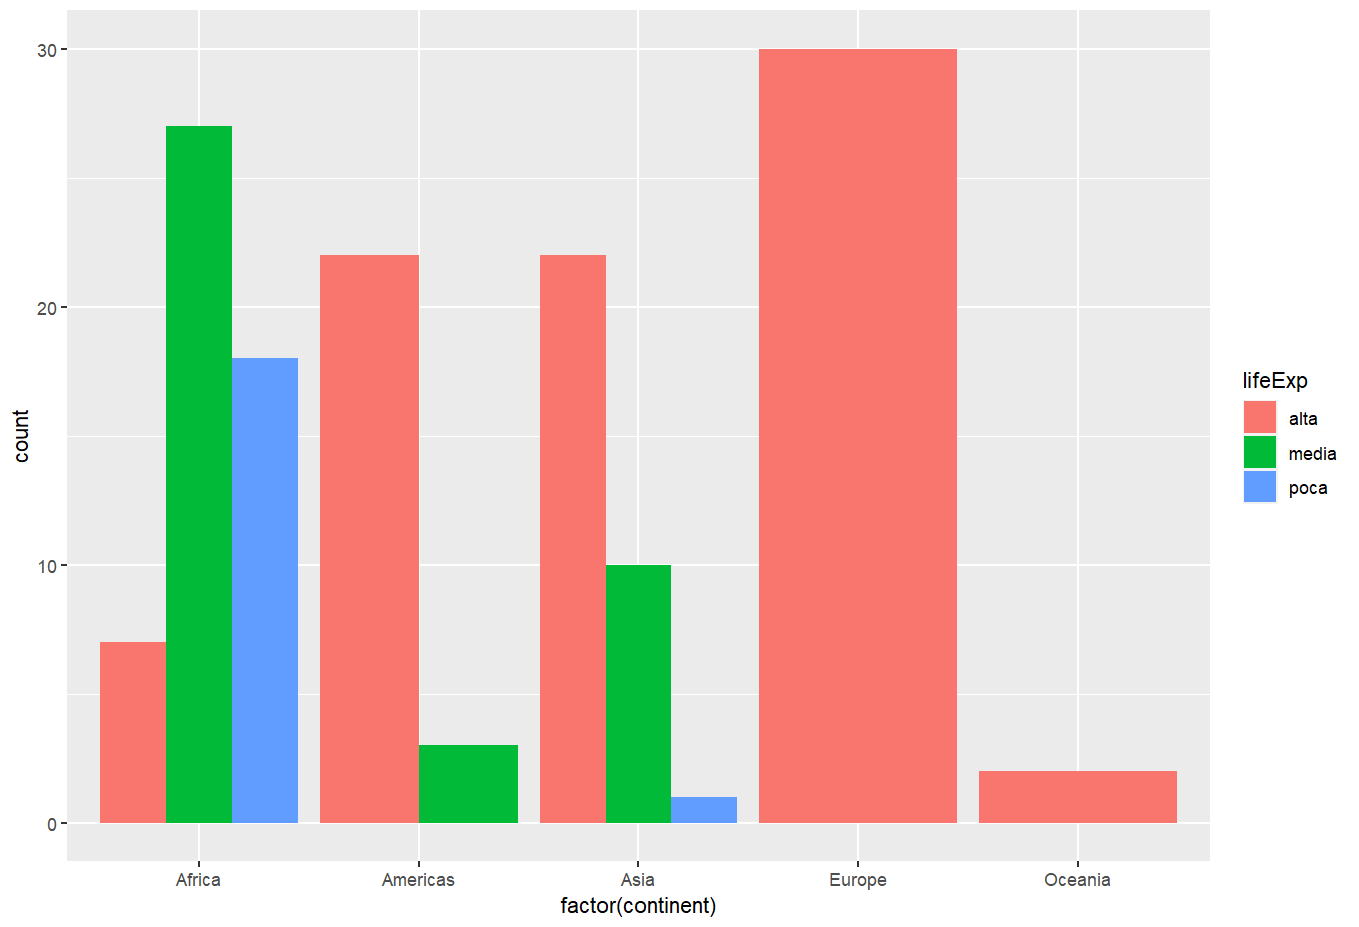 30
20
10
0
count
Africa
Americas
Asia
Europe
Oceania
factor(continent)
lifeExp
alta
media
poca